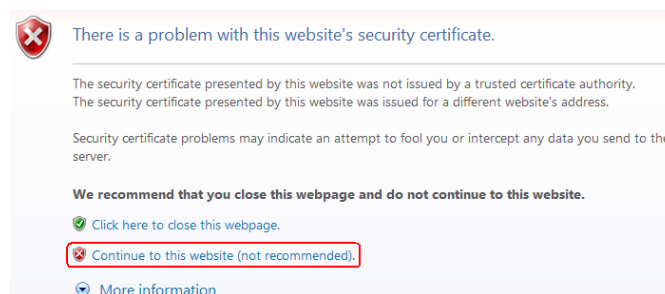 There is a problem with this website's security certificate.
The security certificate presented by this website was not issued by a trusted certificate authority.
The security certificate presented by this website was issued for a different website's address.
Security certificate problems may indicate an attempt to fool you or intercept any data you send to the
server.
We recommend that you close this webpage and do not continue to this website.
Click here to close this webpage.
Continue to this website (not recommended).
More information